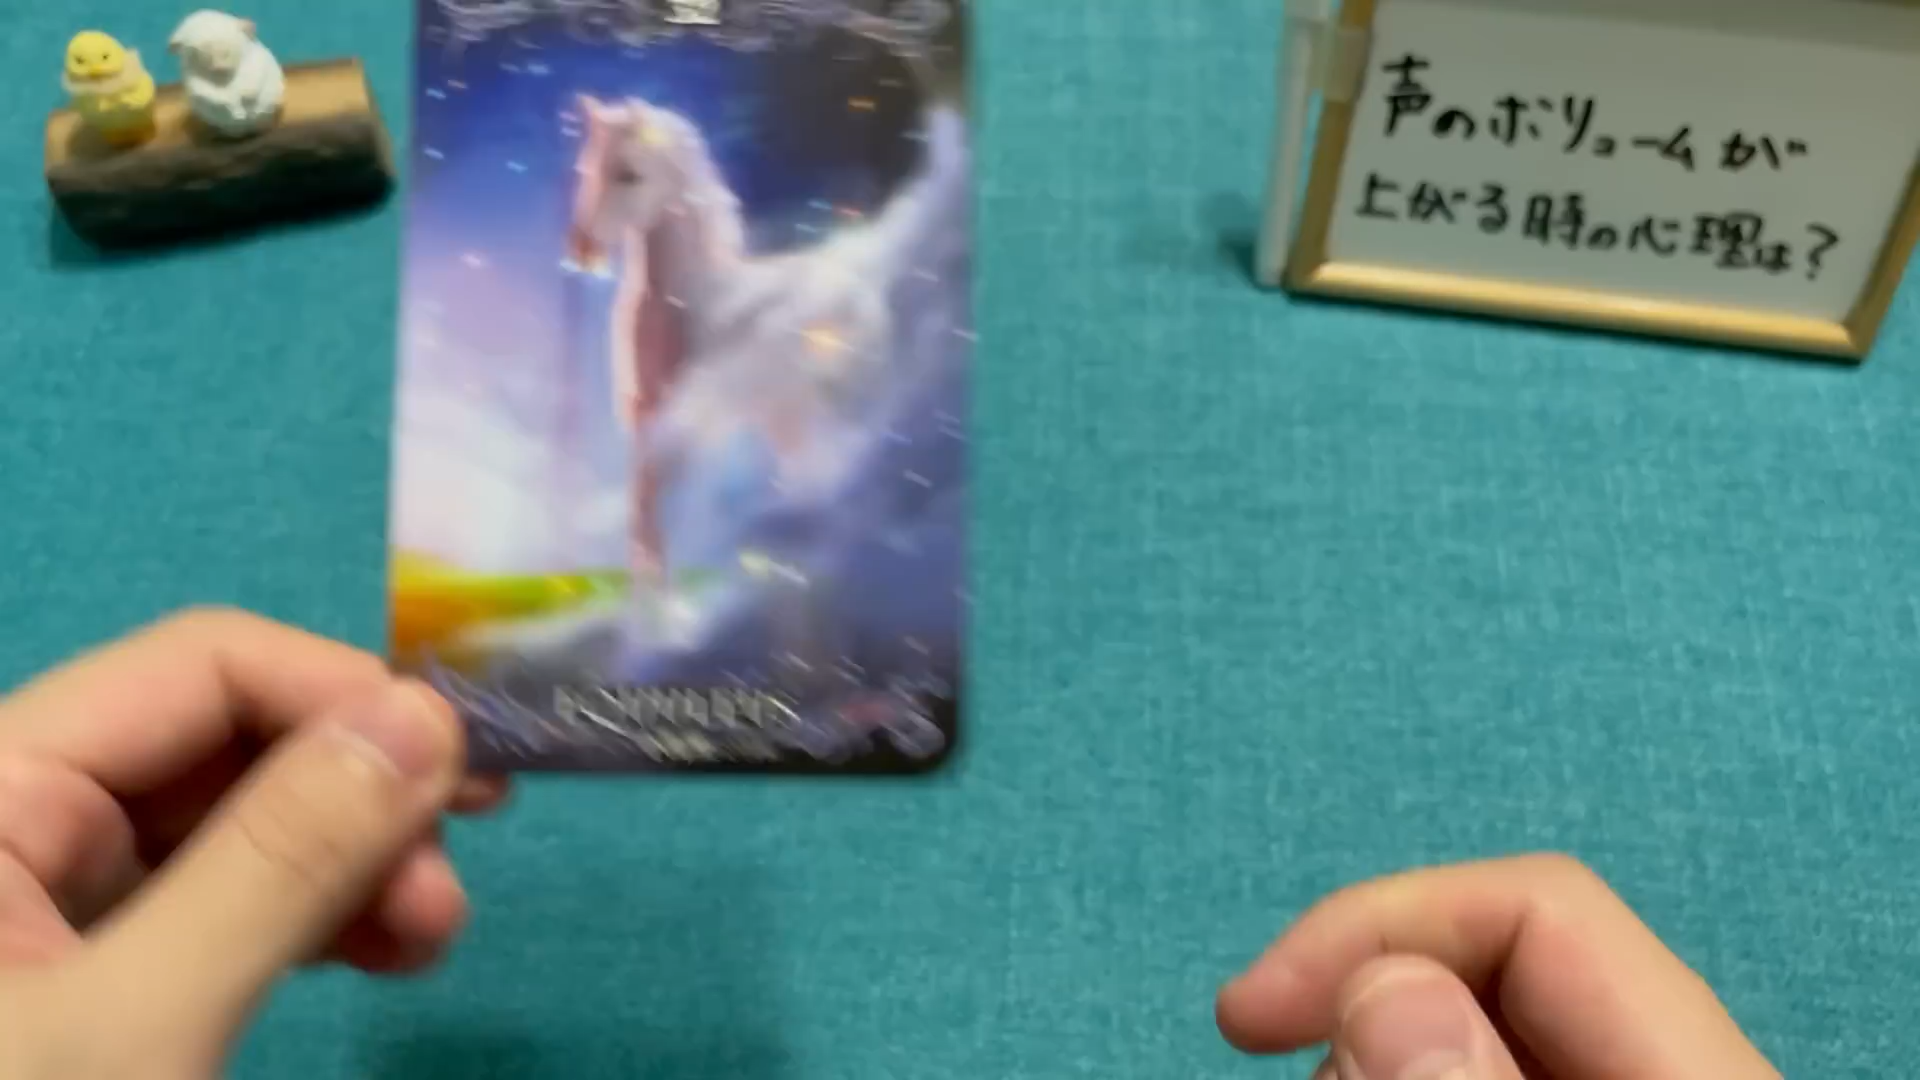 声のボリュームが
上がる時の心理は？